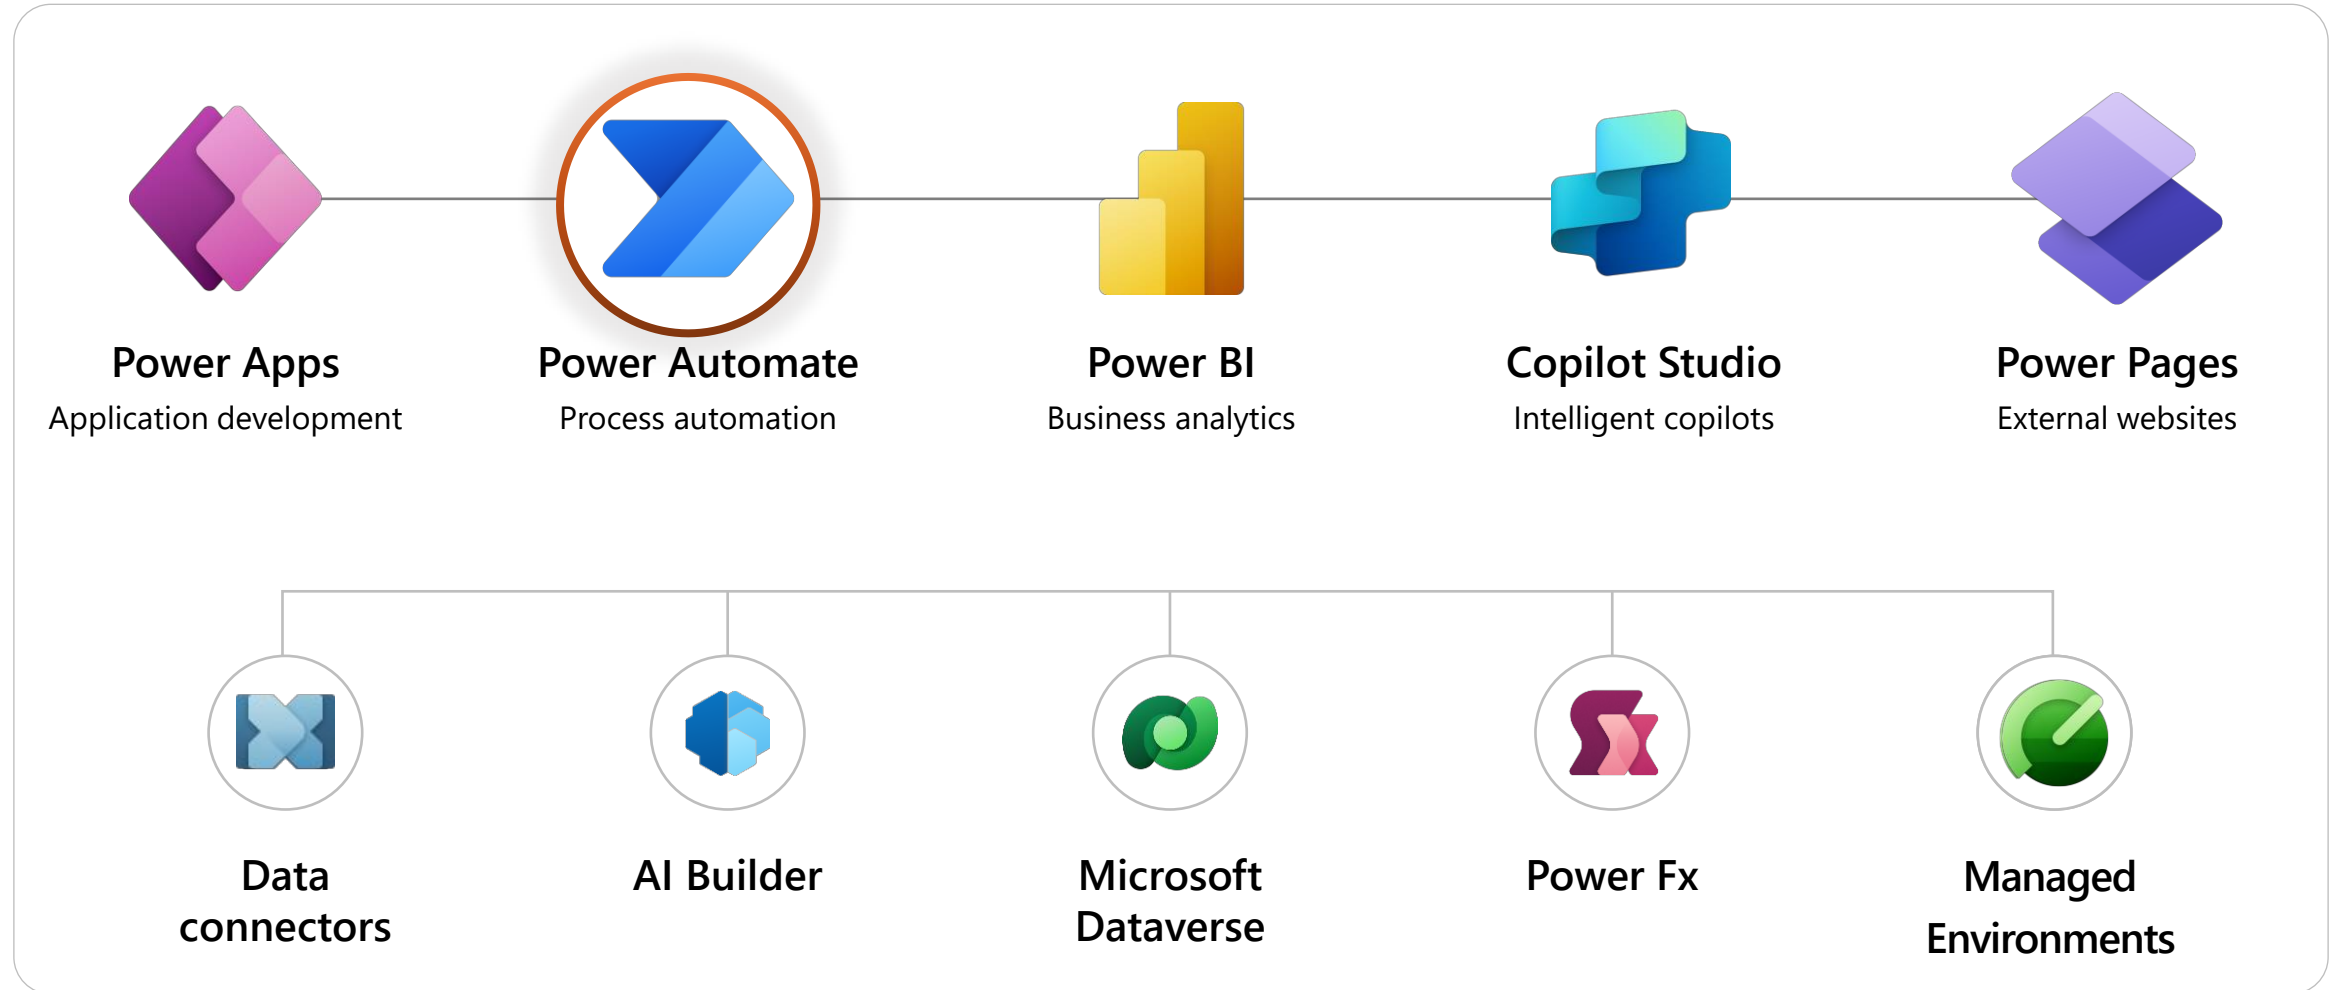 Power Apps
Application development
Power Automate
Process automation
Power BI
Business analytics
Copilot Studio
Intelligent copilots
Power Pages
External websites
Data
connectors
AI Builder
Microsoft
Dataverse
Power Fx
Managed
Environments